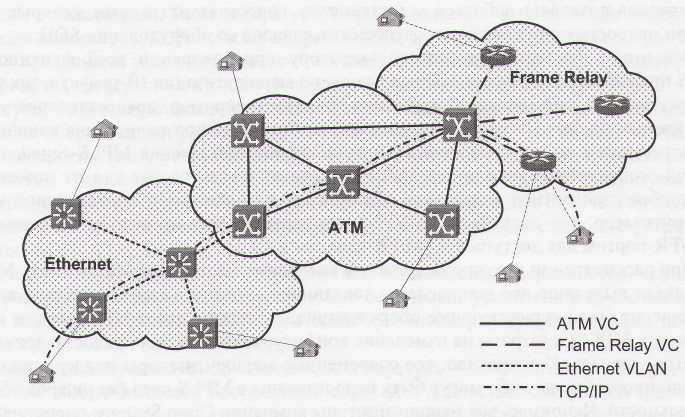 Frame Relay
ATM
Ethernet
ATM VC
Frame Relay VC
Ethernet VLAN
TCP/IP